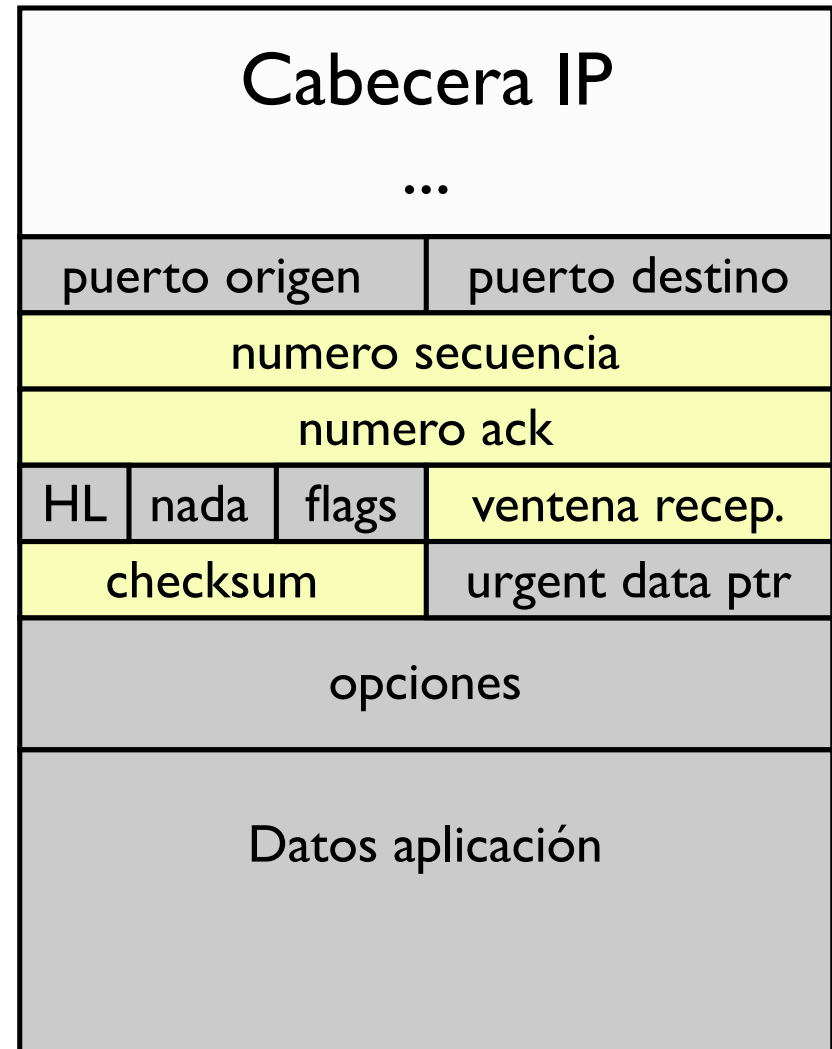 Cabecera IP
...
puerto origen puerto destino
numero secuencia
numero ack
HL nada flags ventena recep.
checksum urgent data ptr
opciones
Datos aplicación